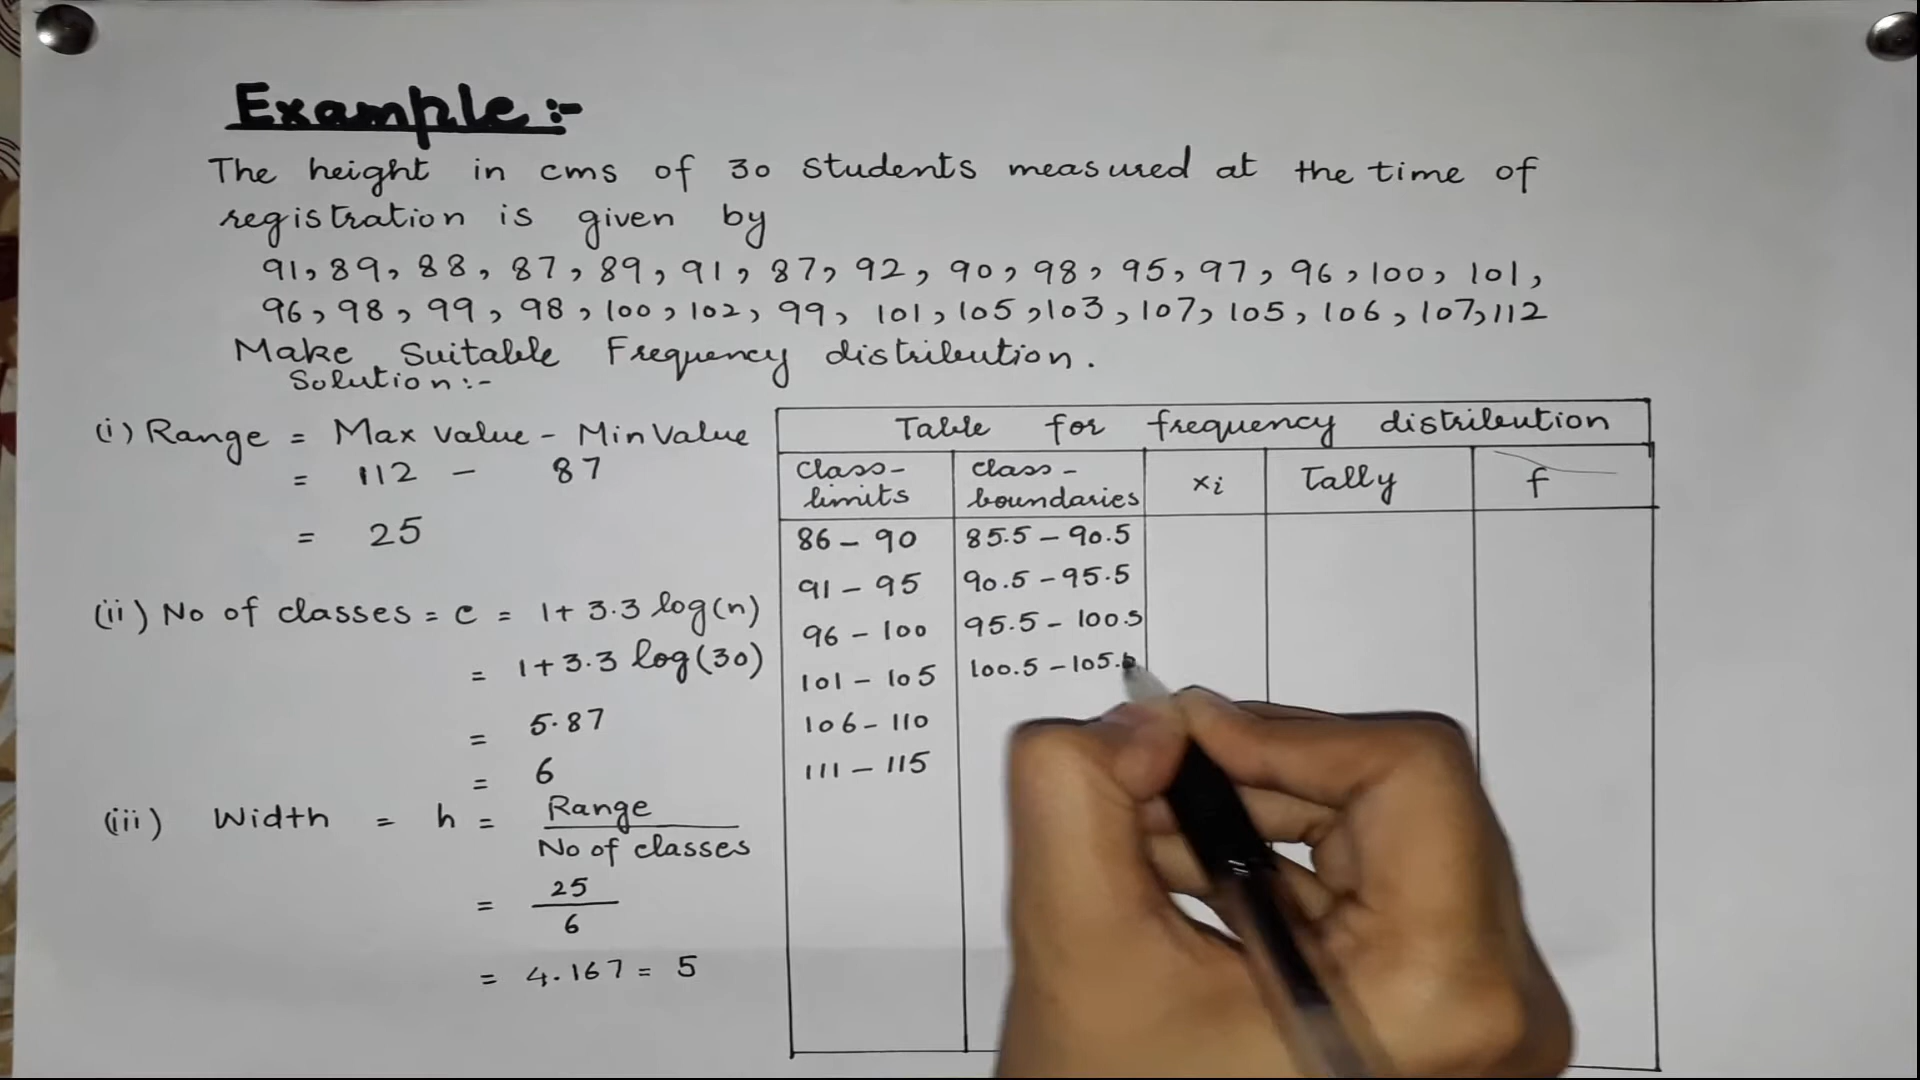 Example:-
The height in cms of 30 students measured at the time of
registration is given by
91, 89, 88, 87, 89, 91, 87, 92, 90, 98, 95, 97, 96, 100, 101,
96, 98, 99, 98, 100, 102, 99, 101, 105, 103, 107, 105, 106, 107, 112
Make Suitable Frequency distribution.
Solution:-
(i) Range = Max Value - Min Value
= 112 - 87
= 25
(ii) No of classes = c = 1+ 3.3 log(n)
= 1+3.3 log(30)
= 5.87
= 6
(iii) Width = h = Range
No of classes
= 25
6
= 4.167 = 5
Table for frequency distribution
class-limits class-boundaries xi Tally f
86 - 90 85.5 - 90.5
91 - 95 90.5 - 95.5
96 - 100 95.5 - 100.5
101 - 105 100.5 - 105.
106 - 110
111 - 115